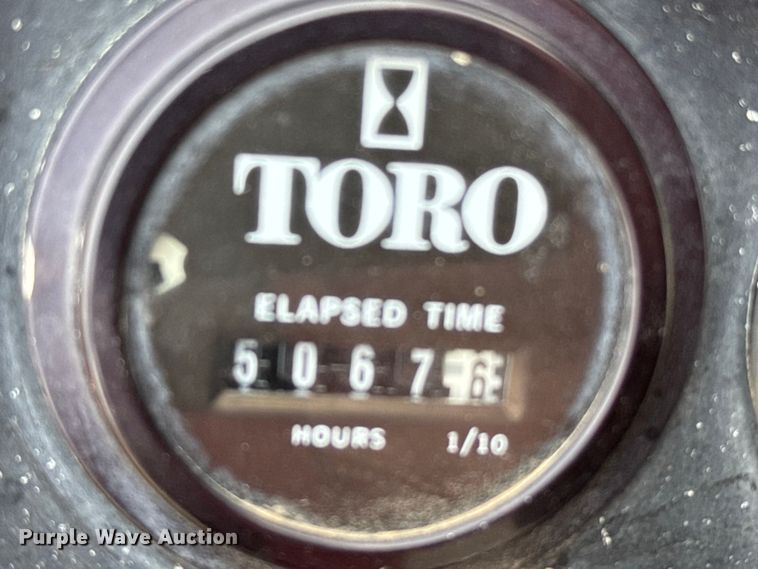 TORO
ELAPSED TIME
5 0 6 7 6
HOURS 1/10
Purple Wave Auction